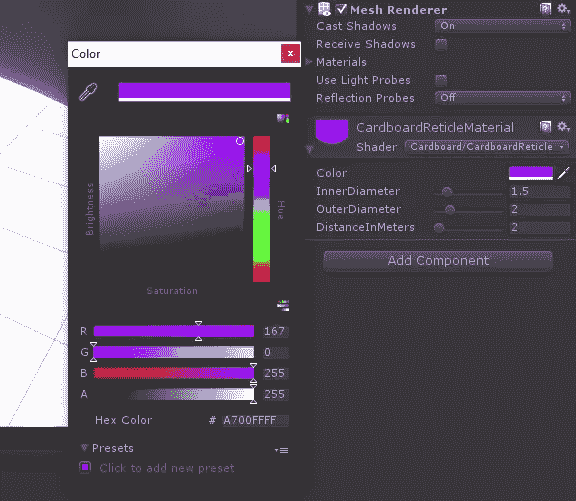 Color
Brightness
Hue
Saturation
R 167
G 0
B 255
A 255
Hex Color # A700FFFF
Presets
Click to add new preset
Mesh Renderer
Cast Shadows On
Receive Shadows
Materials
Use Light Probes
Reflection Probes Off
CardboardReticleMaterial
Shader Cardboard/CardboardReticle
Color
InnerDiameter 1.5
OuterDiameter 2
DistanceInMeters 2
Add Component